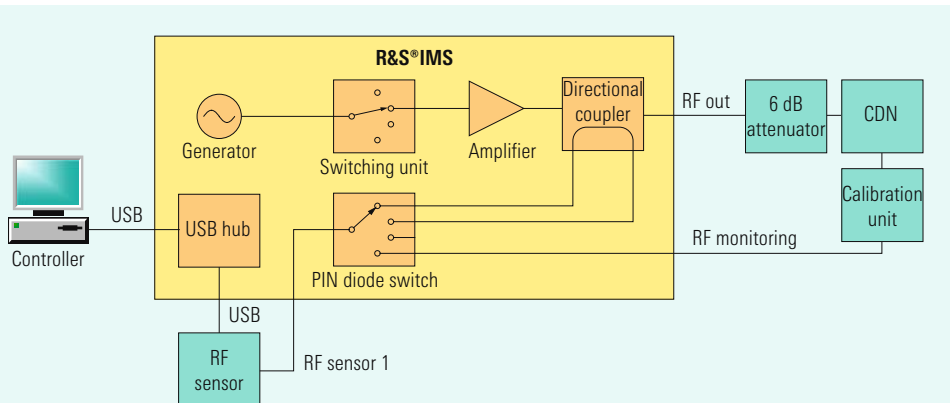 R&S®IMS
Generator
Switching unit
Amplifier
Directional
coupler
RF out
6 dB
attenuator
CDN
Calibration
unit
Controller
USB
USB hub
PIN diode switch
RF monitoring
USB
RF
sensor
RF sensor 1